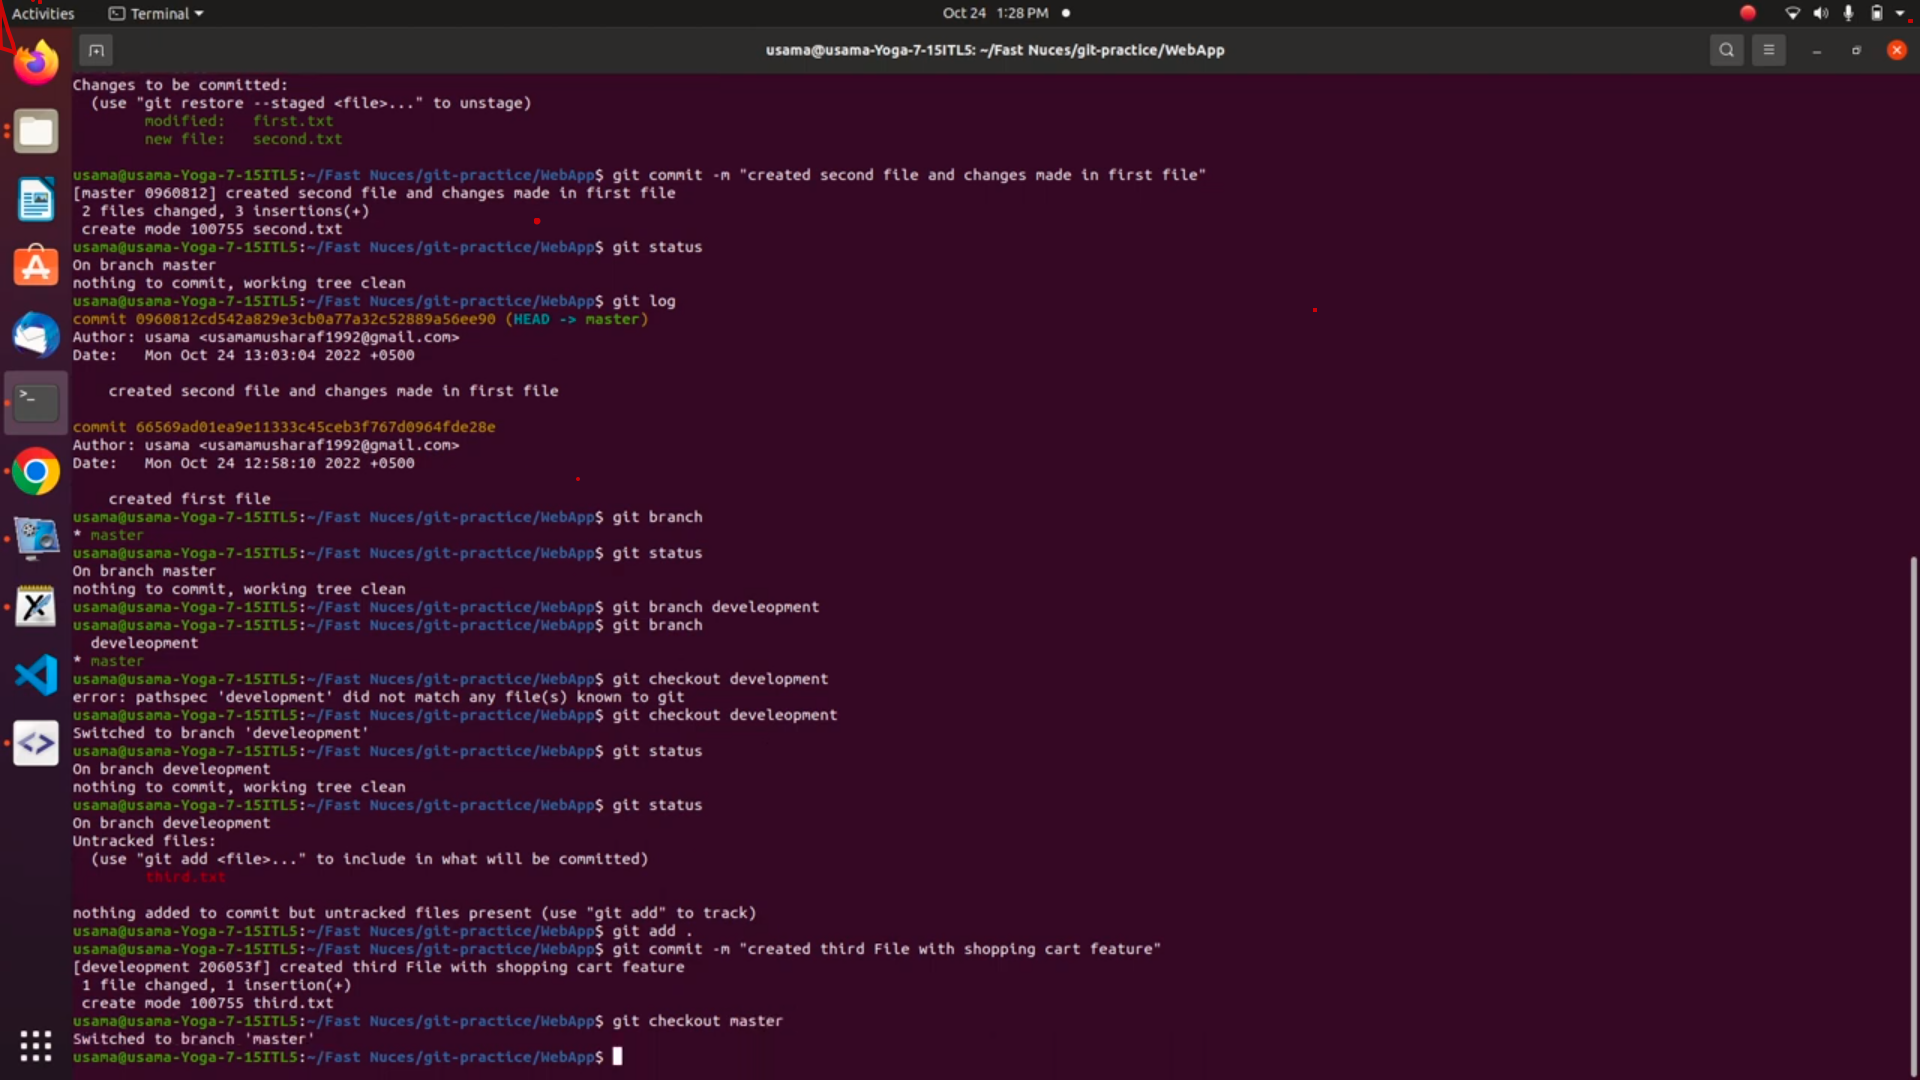 Activities
Terminal
Oct 24 1:28 PM
usama@usama-Yoga-7-15ITL5: ~/Fast Nuces/git-practice/WebApp
Changes to be committed:
(use "git restore --staged <file>..." to unstage)
modified: first.txt
new file: second.txt
usama@usama-Yoga-7-15ITL5:~/Fast Nuces/git-practice/WebApp$ git commit -m "created second file and changes made in first file"
[master 0960812] created second file and changes made in first file
2 files changed, 3 insertions(+)
create mode 100755 second.txt
usama@usama-Yoga-7-15ITL5:~/Fast Nuces/git-practice/WebApp$ git status
On branch master
nothing to commit, working tree clean
usama@usama-Yoga-7-15ITL5:~/Fast Nuces/git-practice/WebApp$ git log
commit 0960812cd542a829e3cb0a77a32c52889a56ee90 (HEAD -> master)
Author: usama <usamamusharaf1992@gmail.com>
Date: Mon Oct 24 13:03:04 2022 +0500
created second file and changes made in first file
commit 66569ad01ea9e11333c45ceb3f767d0964fde28e
Author: usama <usamamusharaf1992@gmail.com>
Date: Mon Oct 24 12:58:10 2022 +0500
created first file
usama@usama-Yoga-7-15ITL5:~/Fast Nuces/git-practice/WebApp$ git branch
* master
usama@usama-Yoga-7-15ITL5:~/Fast Nuces/git-practice/WebApp$ git status
On branch master
nothing to commit, working tree clean
usama@usama-Yoga-7-15ITL5:~/Fast Nuces/git-practice/WebApp$ git branch develeopment
usama@usama-Yoga-7-15ITL5:~/Fast Nuces/git-practice/WebApp$ git branch
develeopment
* master
usama@usama-Yoga-7-15ITL5:~/Fast Nuces/git-practice/WebApp$ git checkout development
error: pathspec 'development' did not match any file(s) known to git
usama@usama-Yoga-7-15ITL5:~/Fast Nuces/git-practice/WebApp$ git checkout develeopment
Switched to branch 'develeopment'
usama@usama-Yoga-7-15ITL5:~/Fast Nuces/git-practice/WebApp$ git status
On branch develeopment
nothing to commit, working tree clean
usama@usama-Yoga-7-15ITL5:~/Fast Nuces/git-practice/WebApp$ git status
On branch develeopment
Untracked files:
(use "git add <file>..." to include in what will be committed)
third.txt
nothing added to commit but untracked files present (use "git add" to track)
usama@usama-Yoga-7-15ITL5:~/Fast Nuces/git-practice/WebApp$ git add .
usama@usama-Yoga-7-15ITL5:~/Fast Nuces/git-practice/WebApp$ git commit -m "created third File with shopping cart feature"
[develeopment 206053f] created third File with shopping cart feature
1 file changed, 1 insertion(+)
create mode 100755 third.txt
usama@usama-Yoga-7-15ITL5:~/Fast Nuces/git-practice/WebApp$ git checkout master
Switched to branch 'master'
usama@usama-Yoga-7-15ITL5:~/Fast Nuces/git-practice/WebApp$